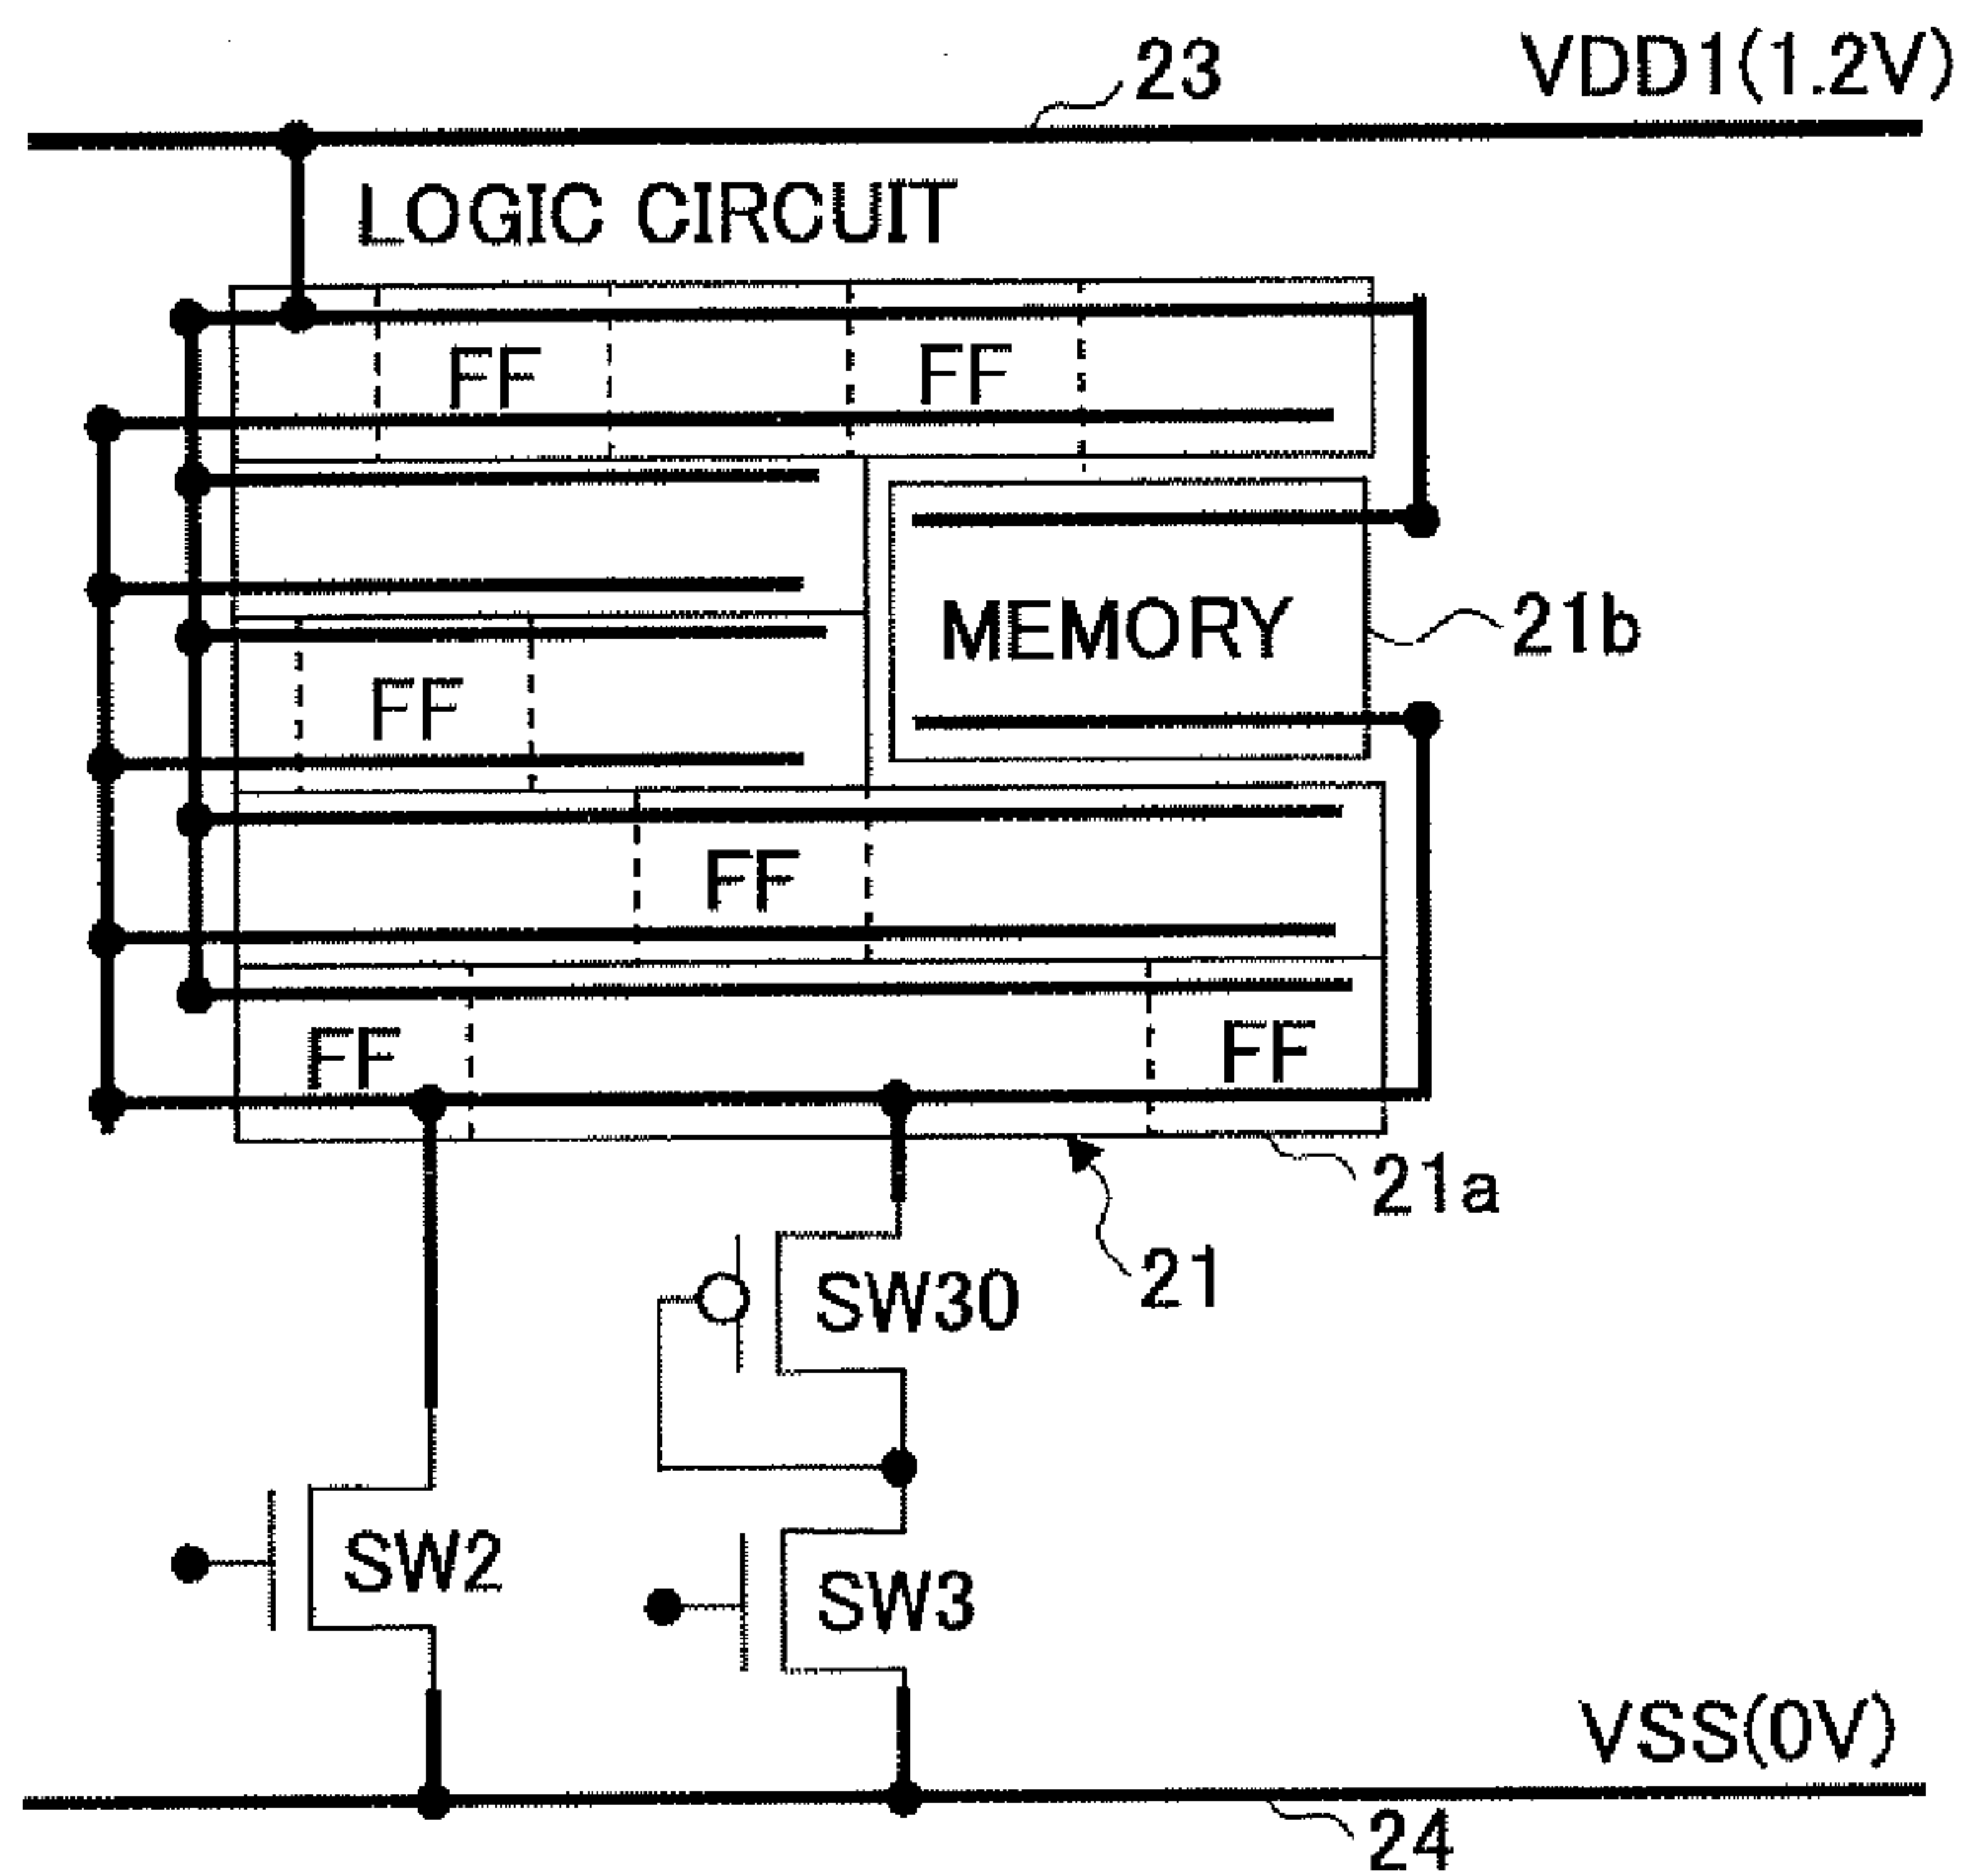 23
VDD1(1.2V)
LOGIC CIRCUIT
FF FF
MEMORY
21b
FF
FF
FF FF
21a
21
SW30
SW2
SW3
VSS(0V)
24